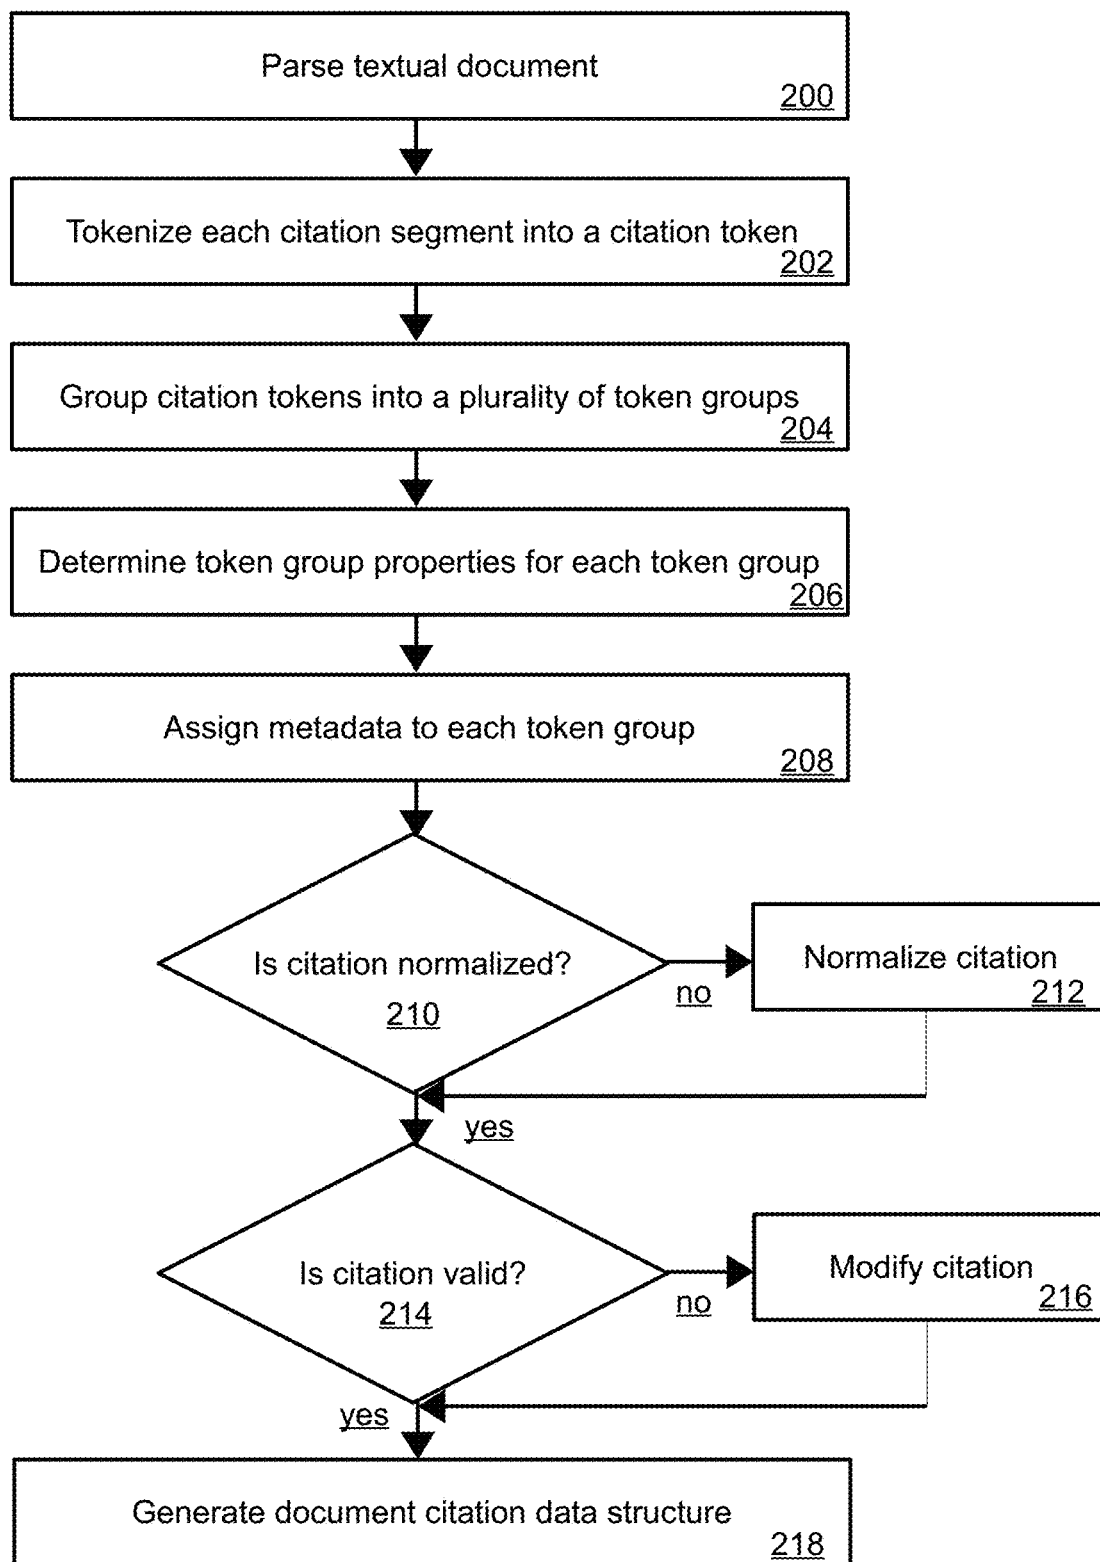 Parse textual document
200
Tokenize each citation segment into a citation token
202
Group citation tokens into a plurality of token groups
204
Determine token group properties for each token group
206
Assign metadata to each token group
208
Is citation normalized?
210
no
Normalize citation
212
yes
Is citation valid?
214
no
Modify citation
216
yes
Generate document citation data structure
218